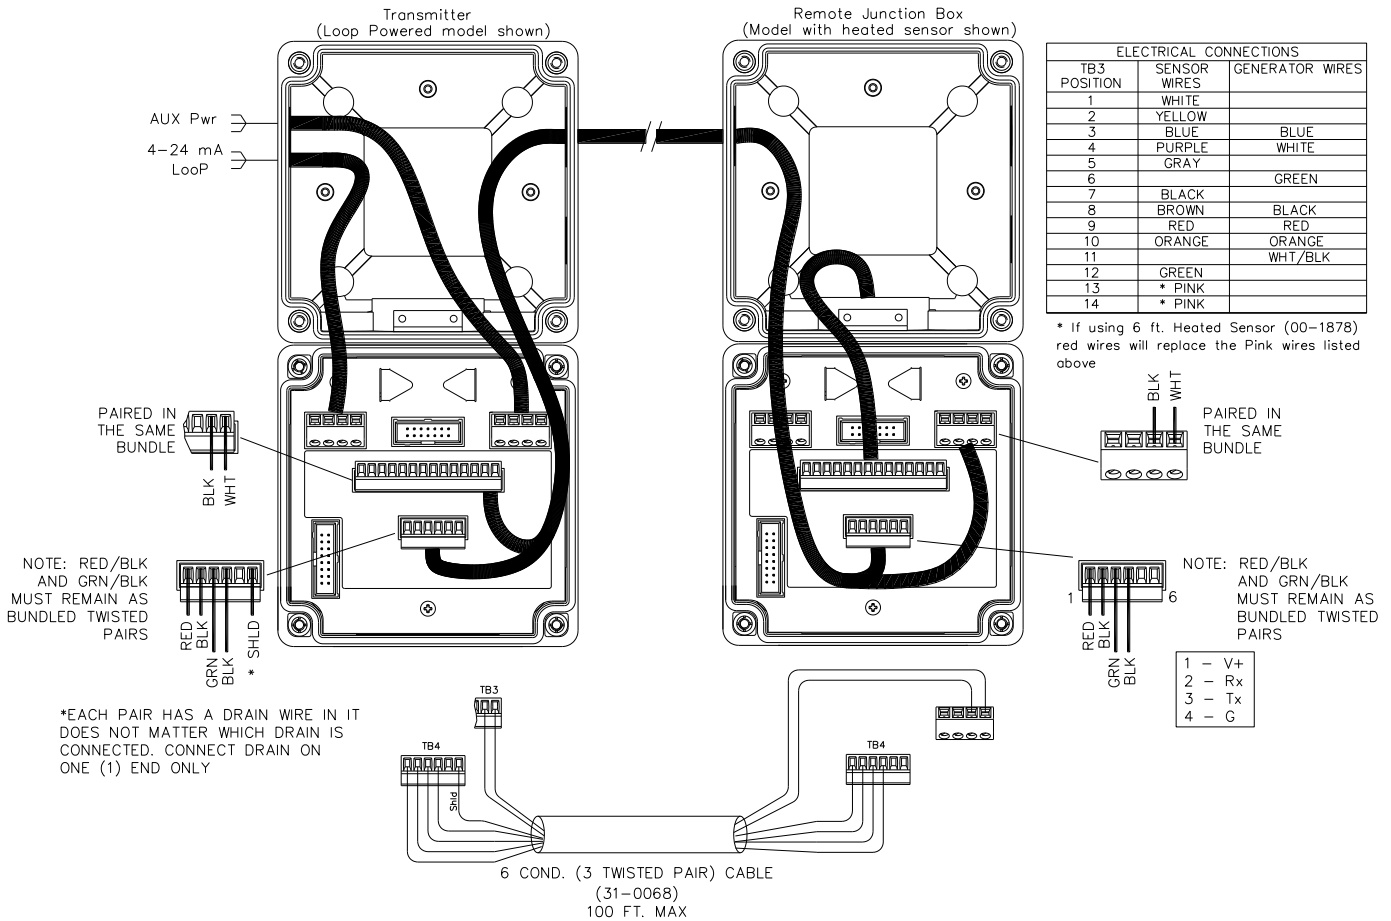 Transmitter
(Loop Powered model shown)
Remote Junction Box
(Model with heated sensor shown)
AUX Pwr
4-24 mA
LooP
ELECTRICAL CONNECTIONS
TB3 POSITION SENSOR WIRES GENERATOR WIRES
1 WHITE
2 YELLOW
3 BLUE BLUE
4 PURPLE WHITE
5 GRAY
6 GREEN
7 BLACK
8 BROWN BLACK
9 RED RED
10 ORANGE ORANGE
11 WHT/BLK
12 GREEN
13 * PINK
14 * PINK
* If using 6 ft. Heated Sensor (00-1878)
red wires will replace the Pink wires listed
above
PAIRED IN
THE SAME
BUNDLE
BLK
WHT
BLK
WHT
PAIRED IN
THE SAME
BUNDLE
NOTE: RED/BLK
AND GRN/BLK
MUST REMAIN AS
BUNDLED TWISTED
PAIRS
RED
BLK
GRN
BLK
* SHLD
1
6
RED
BLK
GRN
BLK
NOTE: RED/BLK
AND GRN/BLK
MUST REMAIN AS
BUNDLED TWISTED
PAIRS
1 - V+
2 - Rx
3 - Tx
4 - G
*EACH PAIR HAS A DRAIN WIRE IN IT
DOES NOT MATTER WHICH DRAIN IS
CONNECTED. CONNECT DRAIN ON
ONE (1) END ONLY
TB3
TB4
Shld
TB4
6 COND. (3 TWISTED PAIR) CABLE
(31-0068)
100 FT. MAX